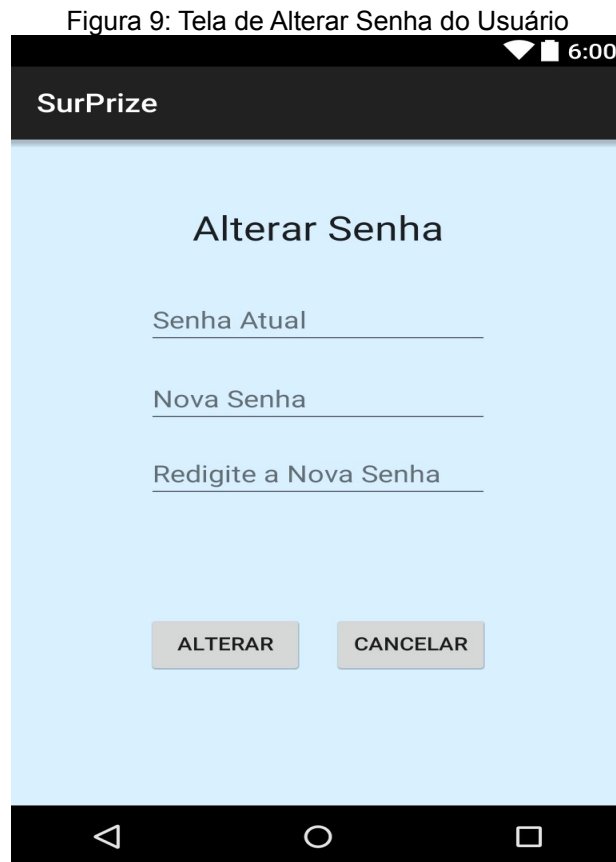 Figura 9: Tela de Alterar Senha do Usuário
6:00
SurPrize
Alterar Senha
Senha Atual
Nova Senha
Redigite a Nova Senha
ALTERAR CANCELAR